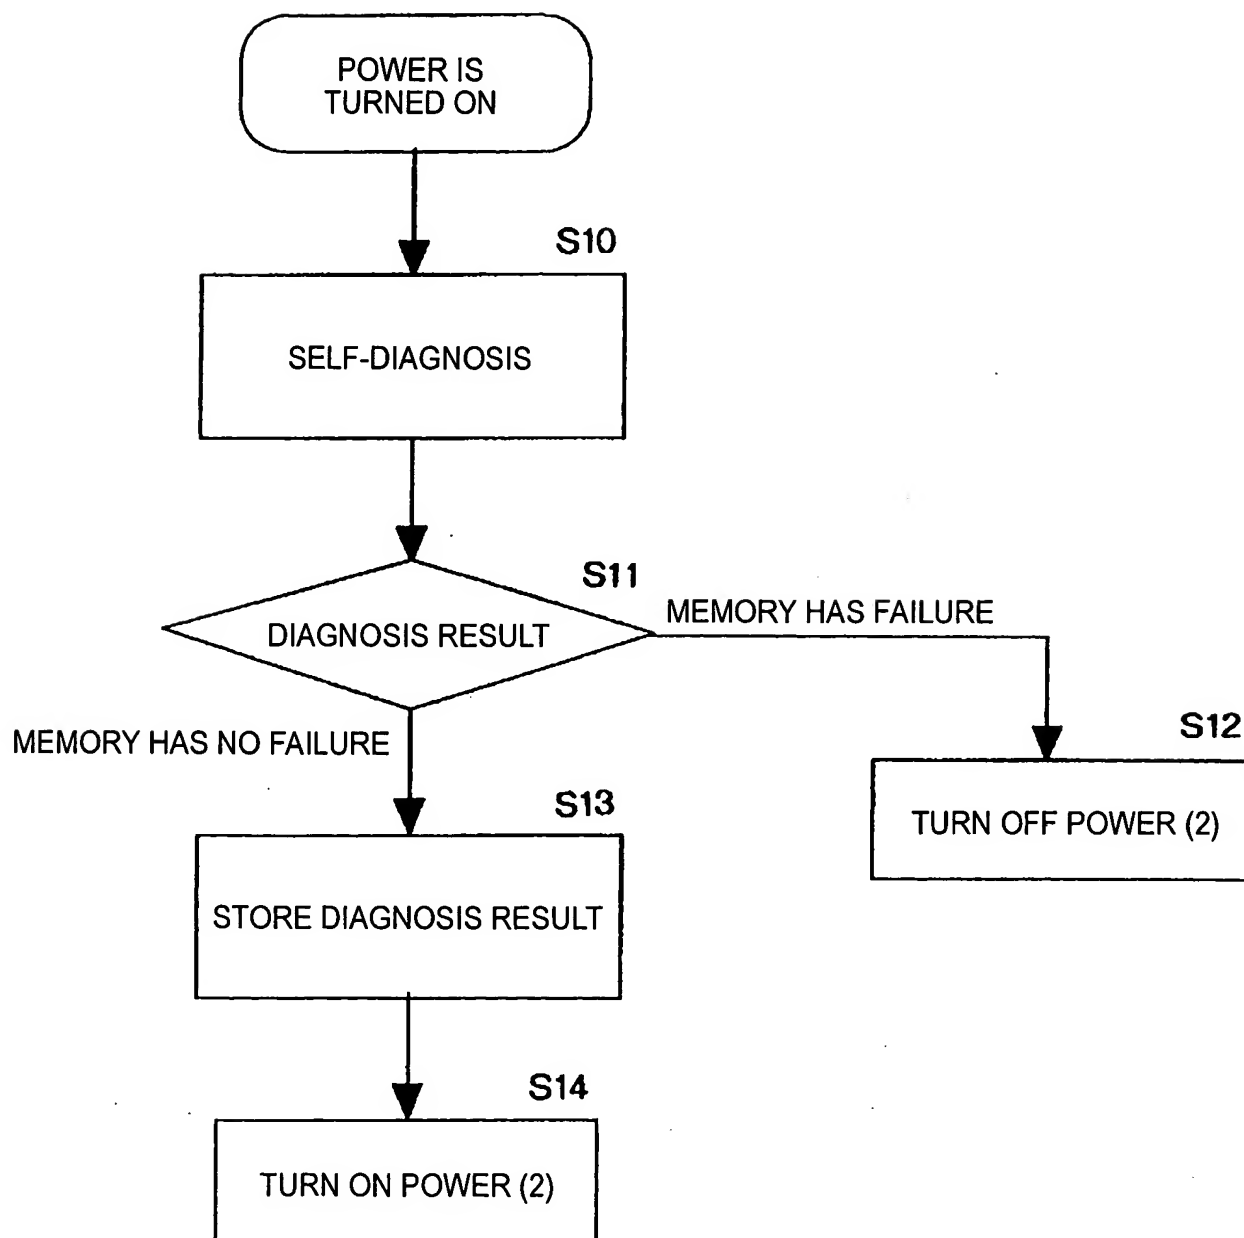 POWER IS
TURNED ON
S10
SELF-DIAGNOSIS
S11
DIAGNOSIS RESULT
MEMORY HAS FAILURE
MEMORY HAS NO FAILURE
S12
TURN OFF POWER (2)
S13
STORE DIAGNOSIS RESULT
S14
TURN ON POWER (2)